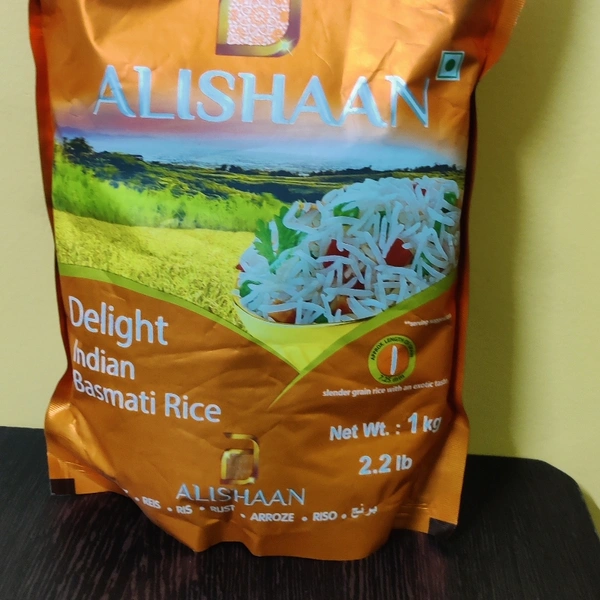 ALISHAAN
Delight
Indian
Basmati Rice
slender grain rice with an exotic taste
Net Wt. : 1 kg
2.2 lb
ALISHAAN
REIS • RIS • RUST • ARROZE • RISO • برنج